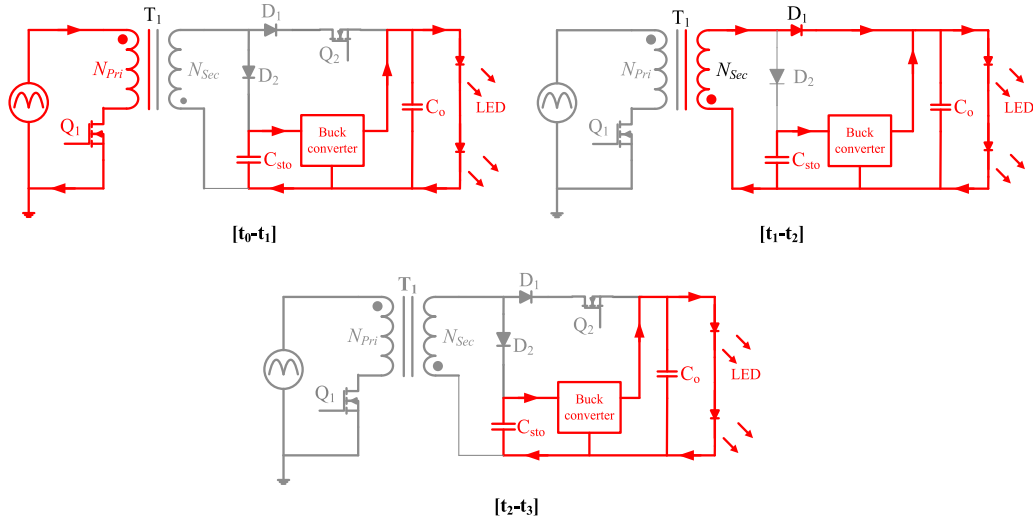 T1
D1
Q2
NPri
NSec
D2
Q1
Csto
Buck
converter
Co
LED
[t0-t1]
T1
D1
NPri
NSec
D2
Q1
Csto
Buck
converter
Co
LED
[t1-t2]
T1
D1
Q2
NPri
NSec
D2
Q1
Csto
Buck
converter
Co
LED
[t2-t3]